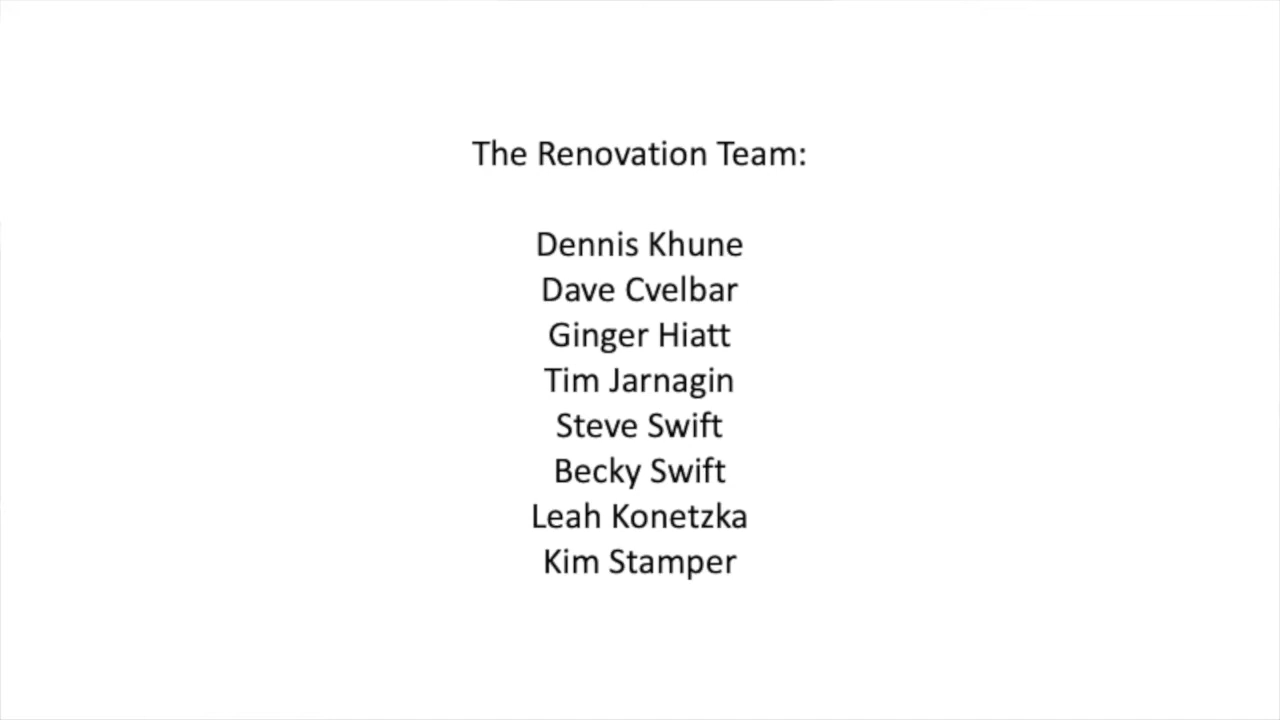 The Renovation Team:
Dennis Khune
Dave Cvelbar
Ginger Hiatt
Tim Jarnagin
Steve Swift
Becky Swift
Leah Konetzka
Kim Stamper